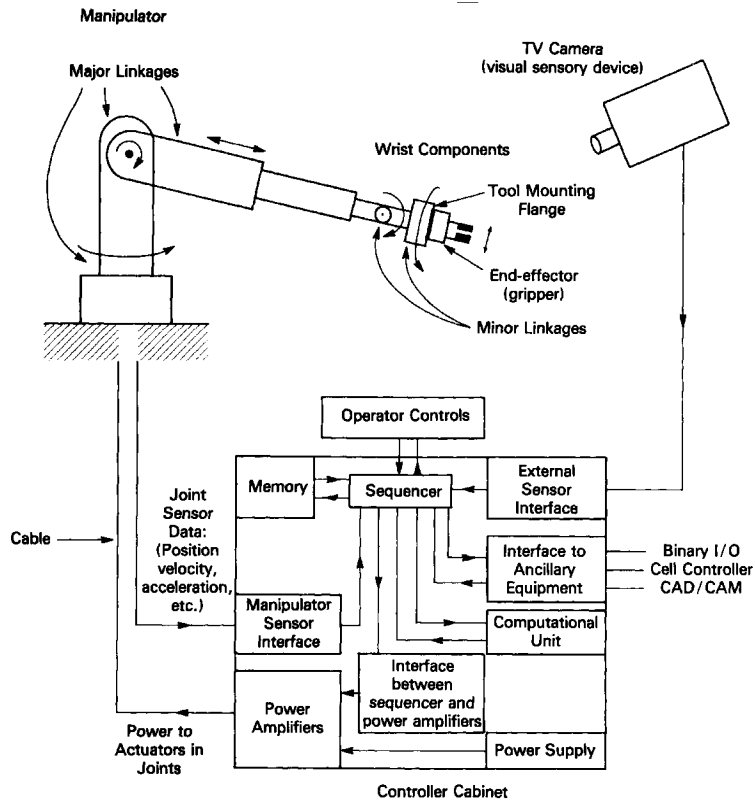 Manipulator
Major Linkages
TV Camera
(visual sensory device)
Wrist Components
Tool Mounting
Flange
End-effector
(gripper)
Minor Linkages
Operator Controls
Memory
Sequencer
External
Sensor
Interface
Joint
Sensor
Data:
(Position
velocity,
acceleration,
etc.)
Cable
Interface to
Ancillary
Equipment
Binary I/O
Cell Controller
CAD/CAM
Manipulator
Sensor
Interface
Computational
Unit
Interface
between
sequencer and
power amplifiers
Power
Amplifiers
Power to
Actuators in
Joints
Power Supply
Controller Cabinet